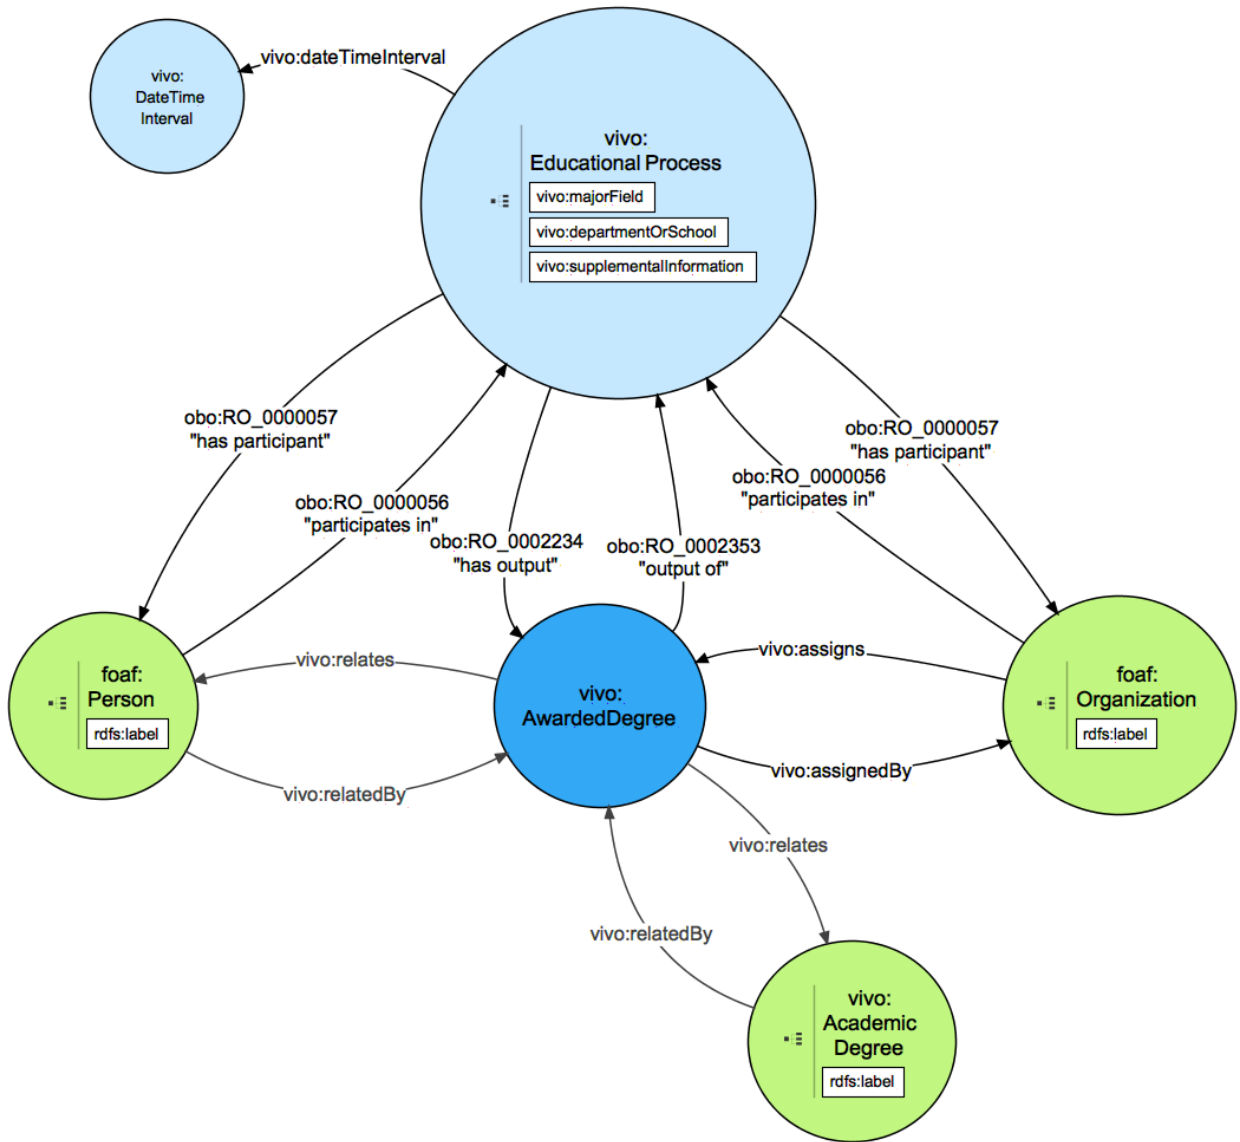 vivo:dateTimeInterval
vivo:
DateTime
Interval
vivo:
Educational Process
vivo:majorField
vivo:departmentOrSchool
vivo:supplementalInformation
obo:RO_0000057
"has participant"
obo:RO_0000057
"has participant"
obo:RO_0000056
"participates in"
obo:RO_0000056
"participates in"
obo:RO_0002234
"has output"
obo:RO_0002353
"output of"
vivo:relates
vivo:assigns
foaf:
Person
rdfs:label
vivo:
AwardedDegree
foaf:
Organization
rdfs:label
vivo:relatedBy
vivo:assignedBy
vivo:relates
vivo:relatedBy
vivo:
Academic
Degree
rdfs:label